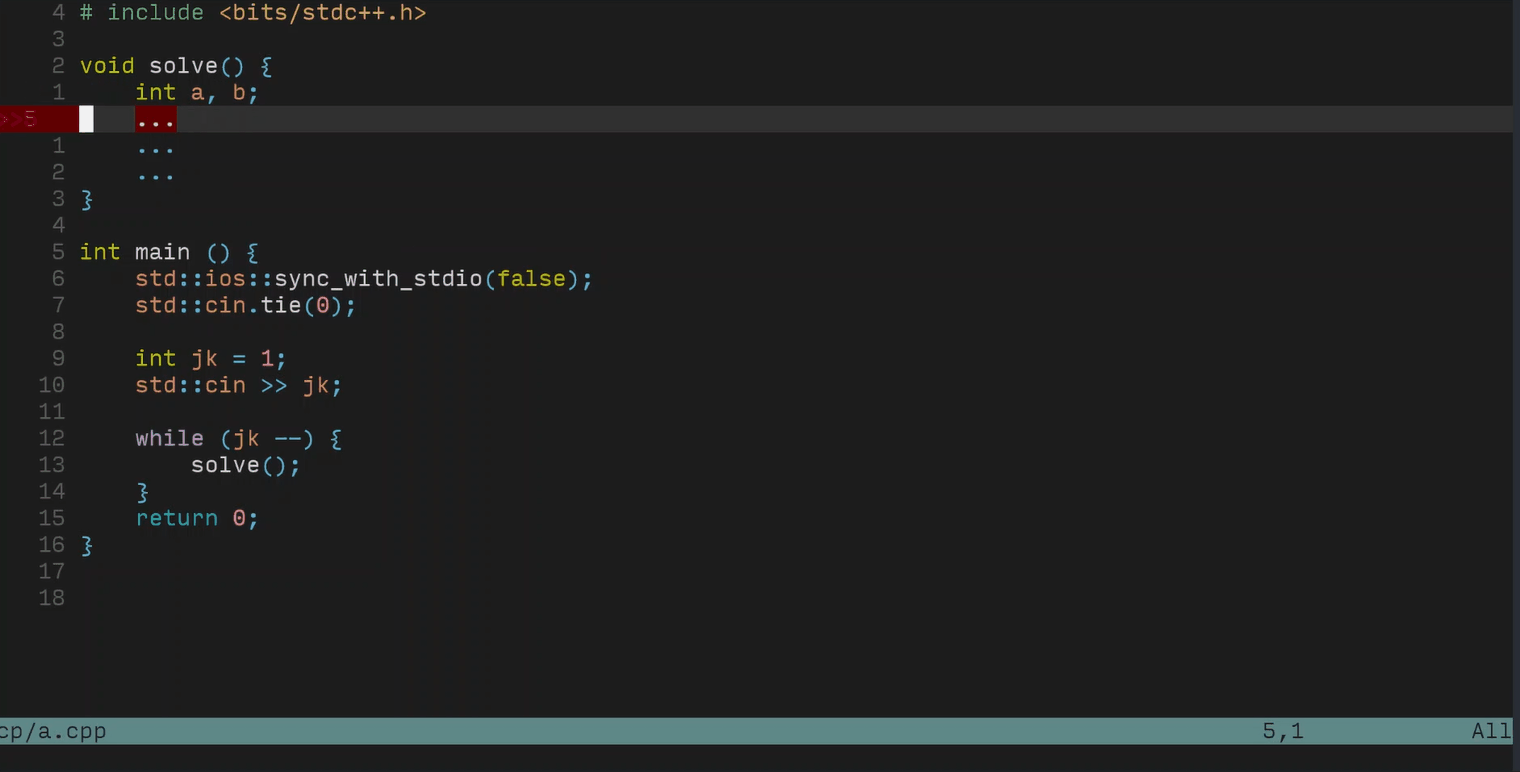 4 # include <bits/stdc++.h>
3
2 void solve() {
1     int a, b;
>>5     ...
1     ...
2     ...
3 }
4
5 int main () {
6     std::ios::sync_with_stdio(false);
7     std::cin.tie(0);
8
9     int jk = 1;
10     std::cin >> jk;
11
12     while (jk --) {
13         solve();
14     }
15     return 0;
16 }
17
18
cp/a.cpp 5,1 All